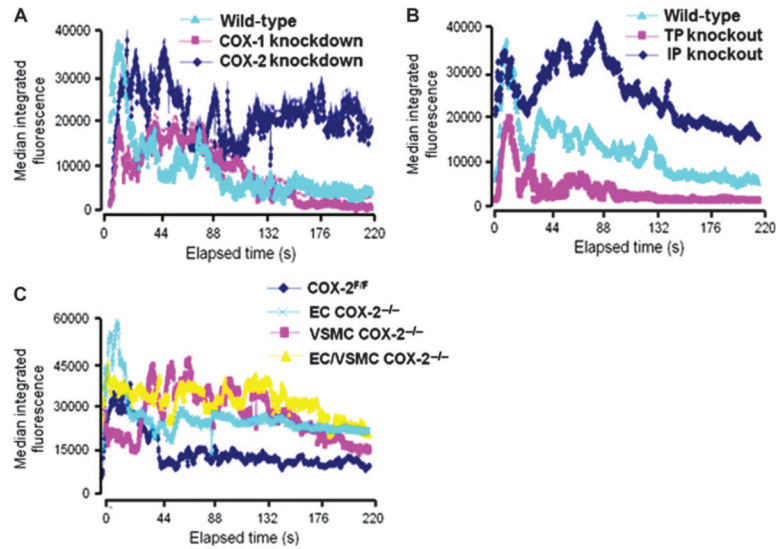 A
Wild-type
COX-1 knockdown
COX-2 knockdown
40000
30000
20000
10000
0
Median integrated
fluorescence
0 44 88 132 176 220
Elapsed time (s)
B
Wild-type
TP knockout
IP knockout
40000
30000
20000
10000
0
Median integrated
fluorescence
0 44 88 132 176 220
Elapsed time (s)
C
COX-2F/F
EC COX-2–/–
VSMC COX-2–/–
EC/VSMC COX-2–/–
60000
45000
30000
15000
0
Median integrated
fluorescence
0 44 88 132 176 220
Elapsed time (s)